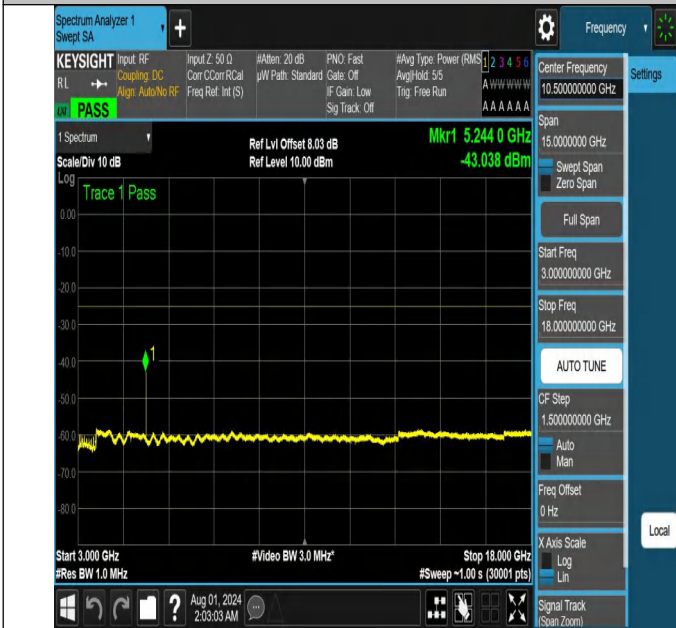 Spectrum Analyzer 1
Swept SA
+
Frequency
KEYSIGHT
RL
PASS
Input: RF
Coupling: DC
Align: Auto/No RF
Input Z: 50 Ω
Corr CCorr RCal
Freq Ref: Int (S)
#Atten: 20 dB
µW Path: Standard
PNO: Fast
Gate: Off
IF Gain: Low
Sig Track: Off
#Avg Type: Power (RMS
Avg|Hold: 5/5
Trig: Free Run
1 2 3 4 5 6
A W W W W W
A A A A A A
1 Spectrum
Scale/Div 10 dB
Ref Lvl Offset 8.03 dB
Ref Level 10.00 dBm
Mkr1 5.244 0 GHz
-43.038 dBm
Log
Trace 1 Pass
0.00
-10.0
-20.0
-30.0
-40.0
-50.0
-60.0
-70.0
-80.0
1
Start 3.000 GHz
#Res BW 1.0 MHz
#Video BW 3.0 MHz*
Stop 18.000 GHz
#Sweep ~1.00 s (30001 pts)
?
Aug 01, 2024
2:03:03 AM
Center Frequency
10.500000000 GHz
Span
15.0000000 GHz
Swept Span
Zero Span
Full Span
Start Freq
3.000000000 GHz
Stop Freq
18.000000000 GHz
AUTO TUNE
CF Step
1.500000000 GHz
Auto
Man
Freq Offset
0 Hz
X Axis Scale
Log
Lin
Signal Track
(Span Zoom)
Settings
Local